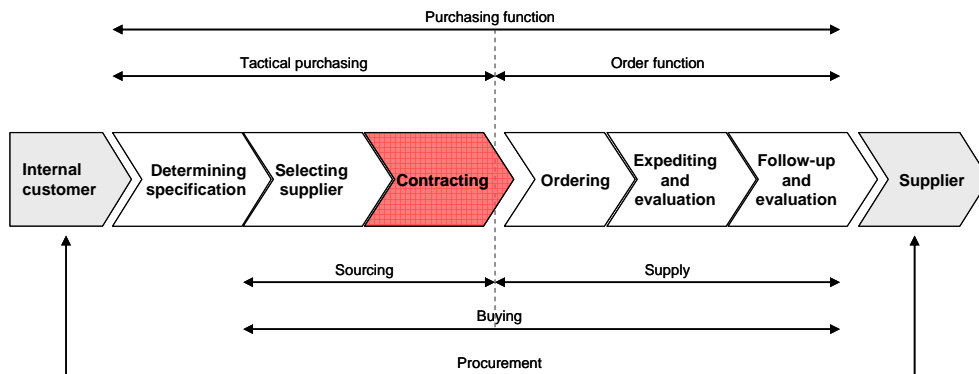 Purchasing function
Tactical purchasing
Order function
Internal
customer
Determining
specification
Selecting
supplier
Contracting
Ordering
Expediting
and
evaluation
Follow-up
and
evaluation
Supplier
Sourcing
Supply
Buying
Procurement